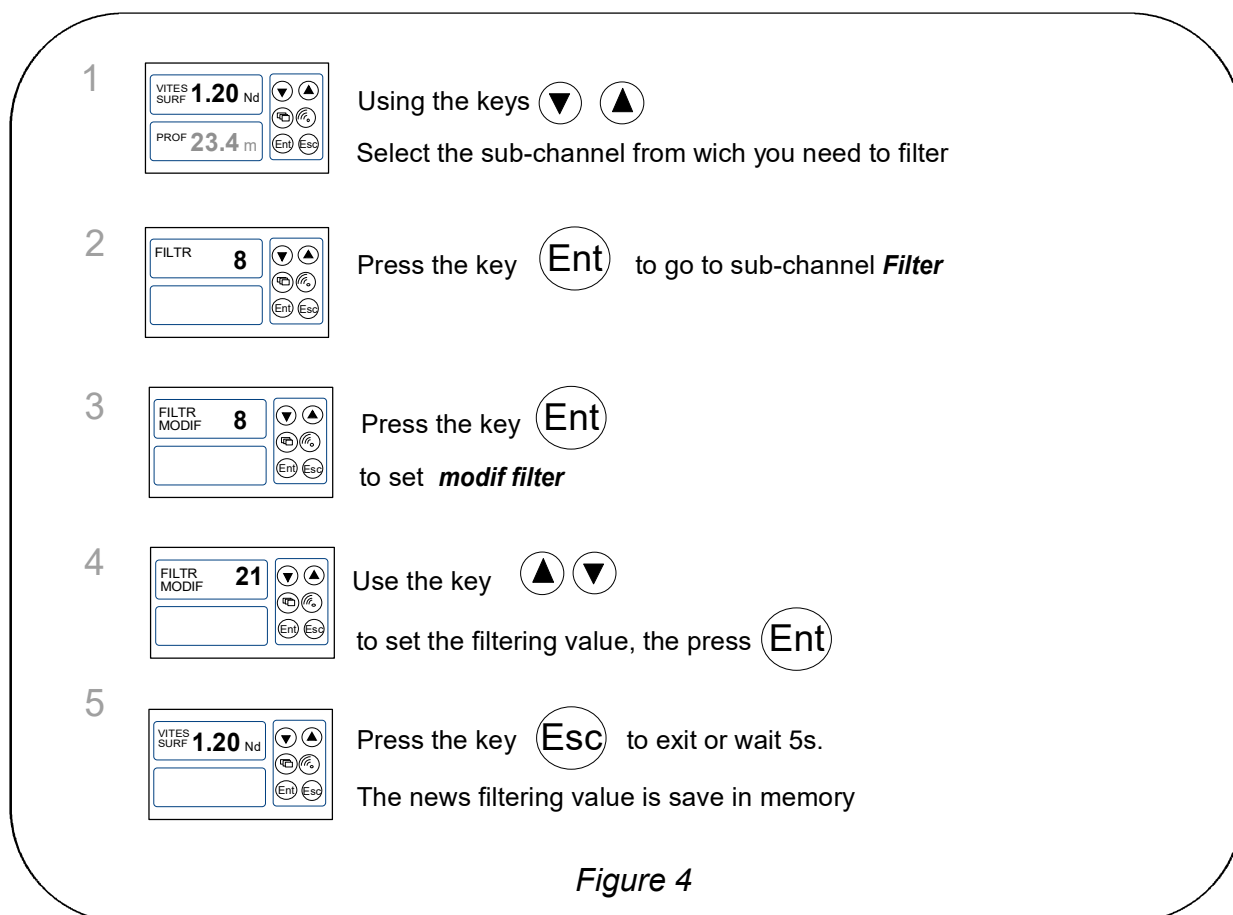 1
VITES
SURF 1.20 Nd
PROF 23.4 m
Ent Esc
Using the keys ▼ ▲
Select the sub-channel from wich you need to filter
2
FILTR 8
Ent Esc
Press the key Ent to go to sub-channel Filter
3
FILTR
MODIF 8
Ent Esc
Press the key Ent
to set modif filter
4
FILTR
MODIF 21
Ent Esc
Use the key ▲ ▼
to set the filtering value, the press Ent
5
VITES
SURF 1.20 Nd
Ent Esc
Press the key Esc to exit or wait 5s.
The news filtering value is save in memory
Figure 4